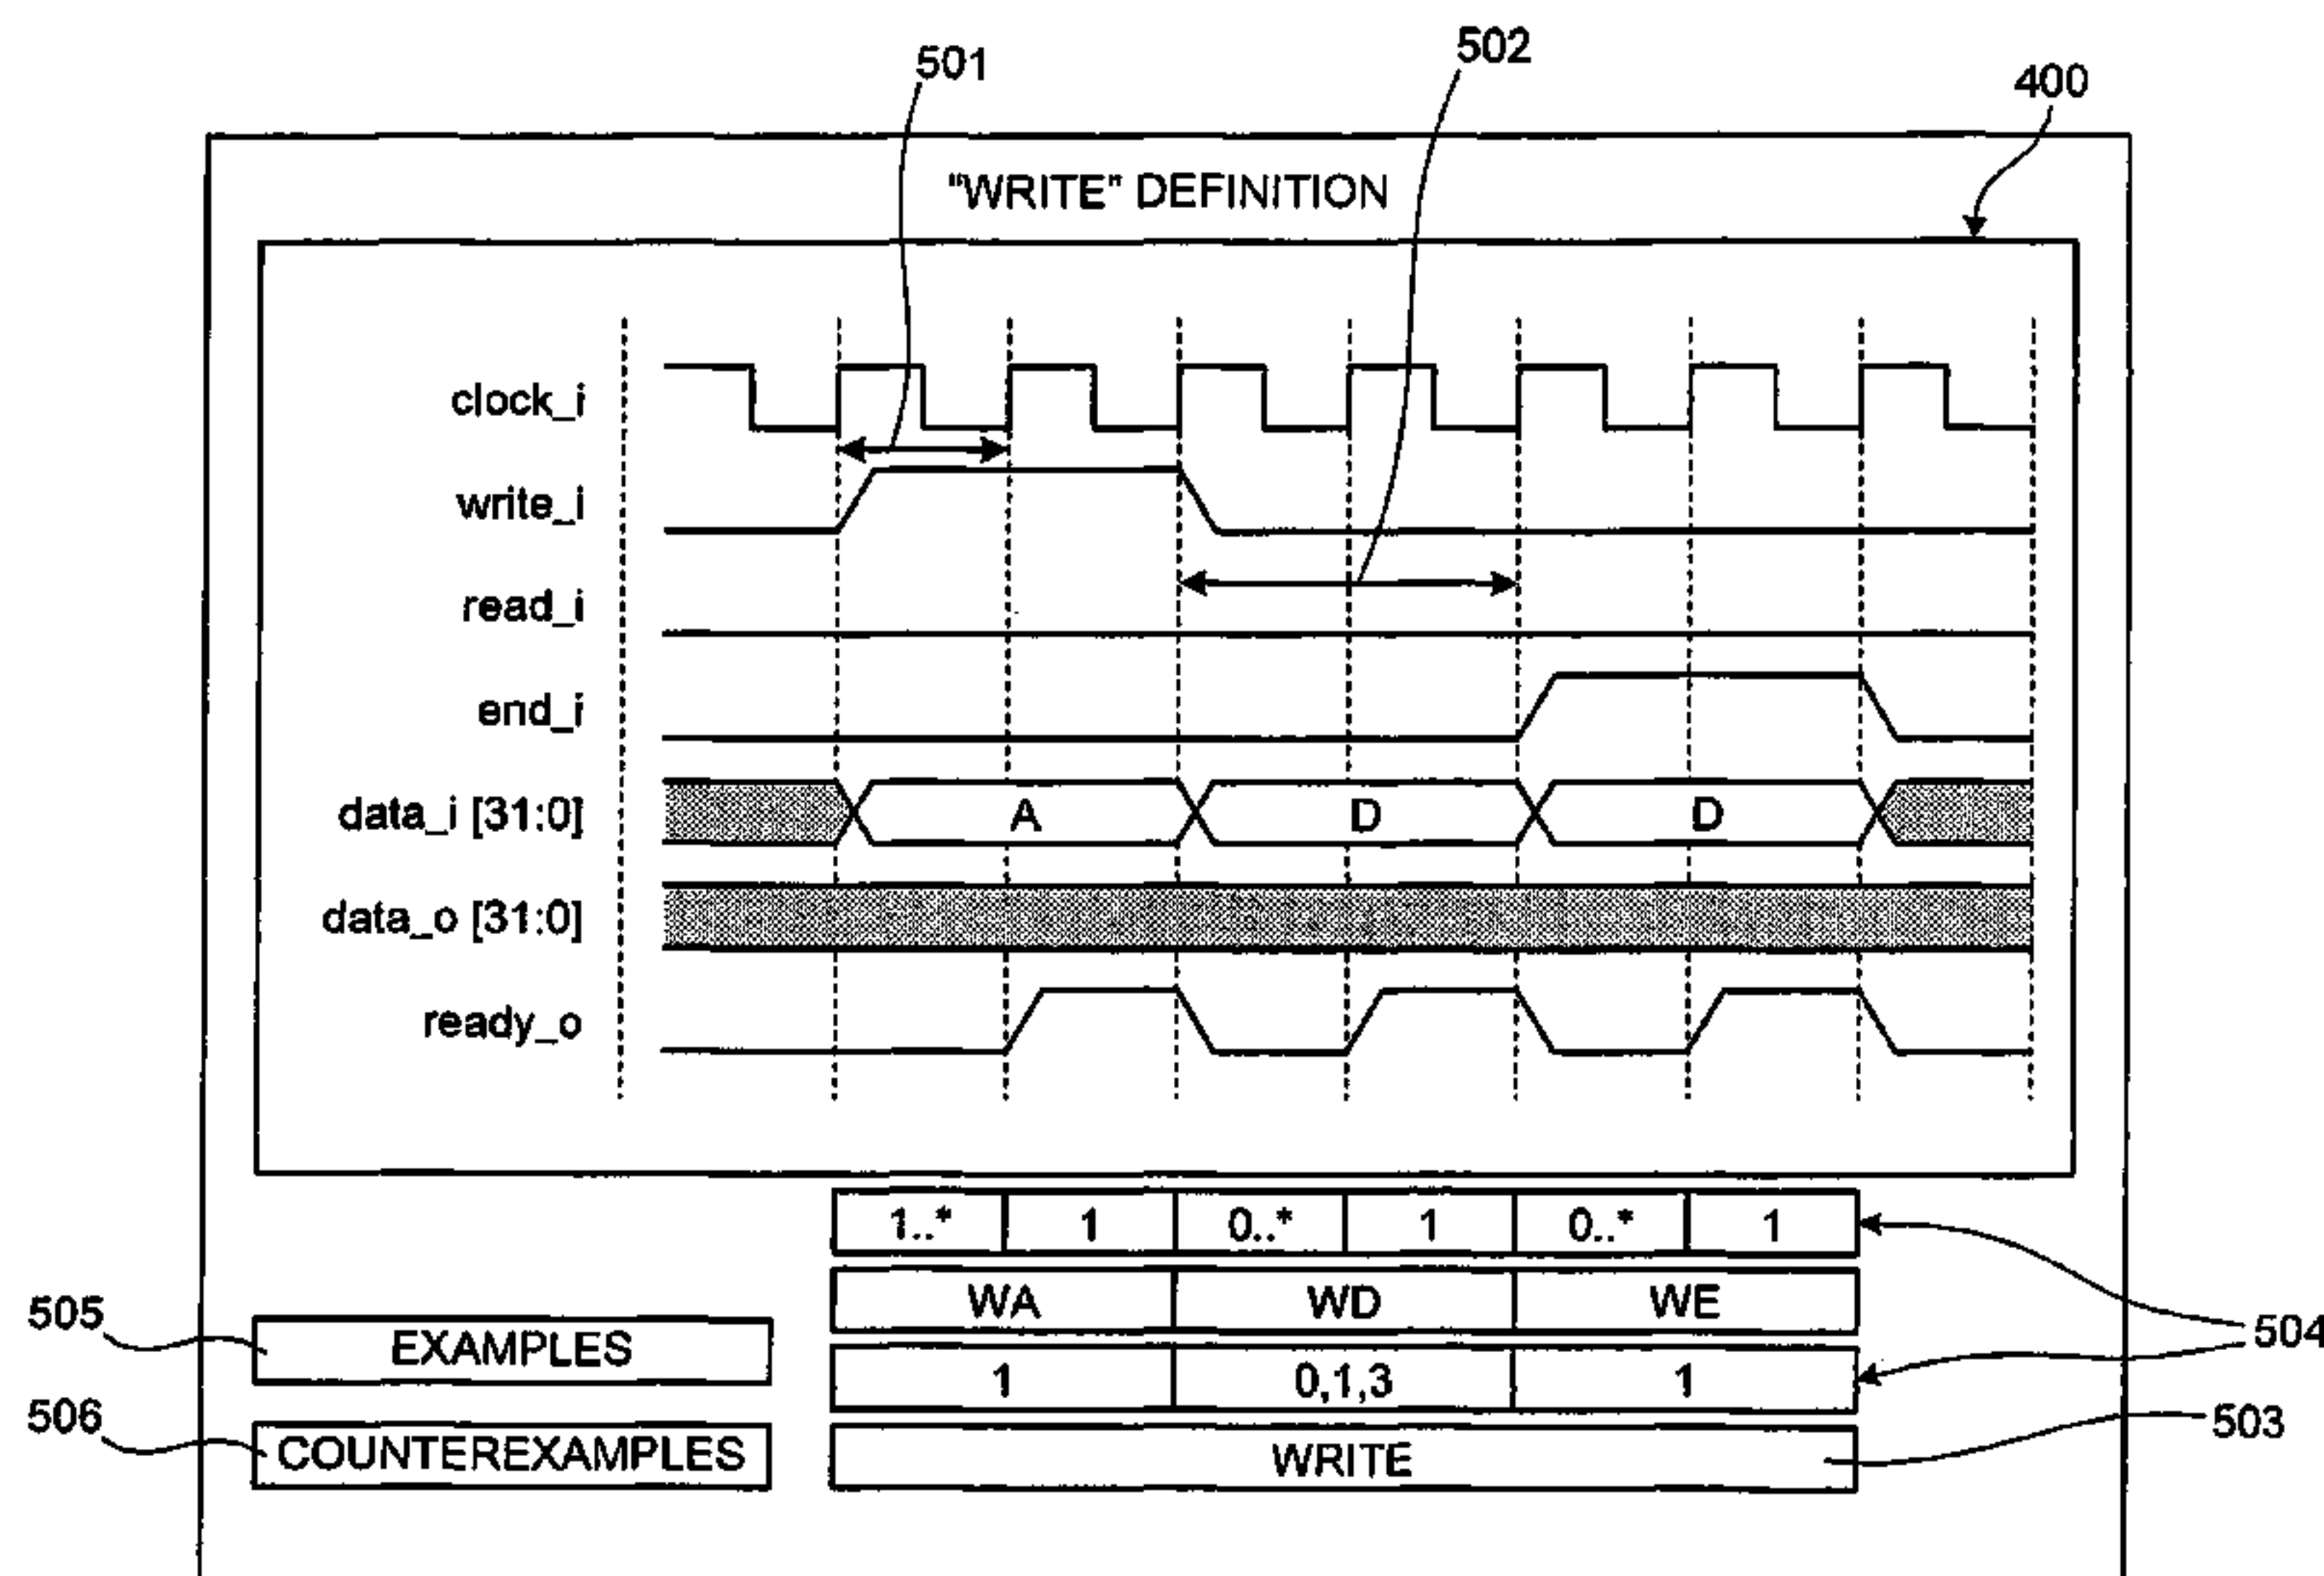 501
502
400
"WRITE" DEFINITION
clock_i
write_i
read_i
end_i
data_i [31:0] A D D
data_o [31:0]
ready_o
1..* 1 0..* 1 0..* 1
WA WD WE
505 EXAMPLES 504
1 0,1,3 1
506 COUNTEREXAMPLES WRITE 503